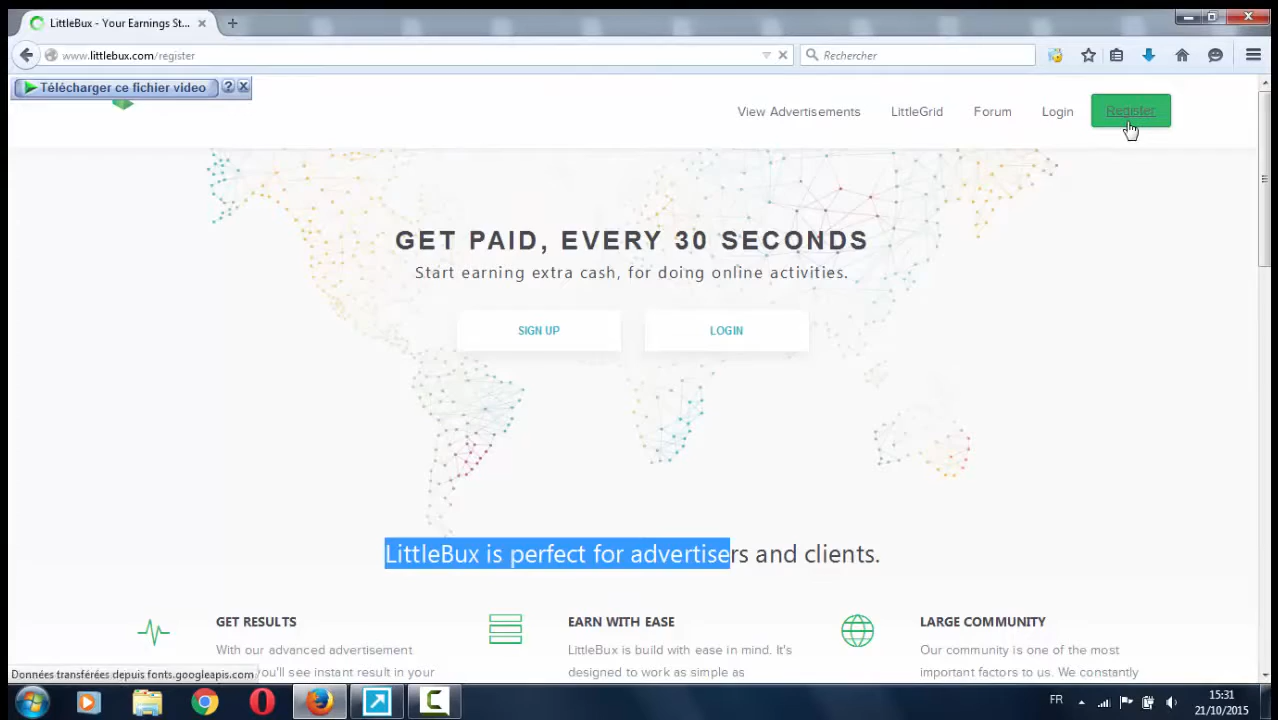 LittleBux - Your Earnings St...
www.littlebux.com/register
Rechercher
Télécharger ce fichier video
?
View Advertisements
LittleGrid
Forum
Login
Register
GET PAID, EVERY 30 SECONDS
Start earning extra cash, for doing online activities.
SIGN UP
LOGIN
LittleBux is perfect for advertisers and clients.
GET RESULTS
With our advanced advertisement
you'll see instant result in your
EARN WITH EASE
LittleBux is build with ease in mind. It's
designed to work as simple as
LARGE COMMUNITY
Our community is one of the most
important factors to us. We constantly
Données transférées depuis fonts.googleapis.com
FR
15:31
21/10/2015